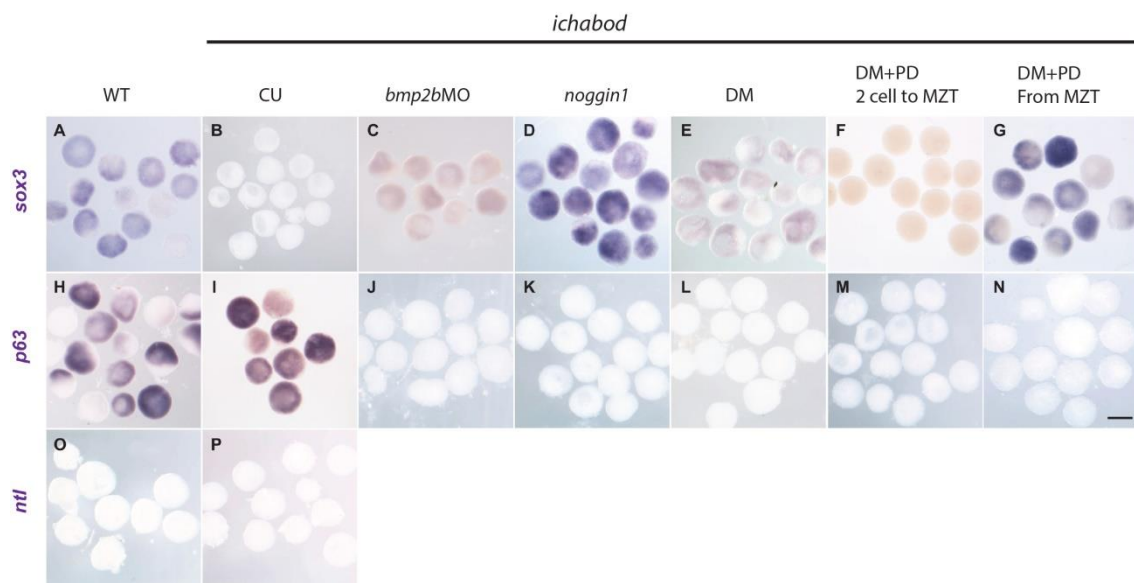 ichabod
WT CU bmp2bMO noggin1 DM DM+PD 2 cell to MZT DM+PD From MZT
sox3 A B C D E F G
p63 H I J K L M N
ntl O P